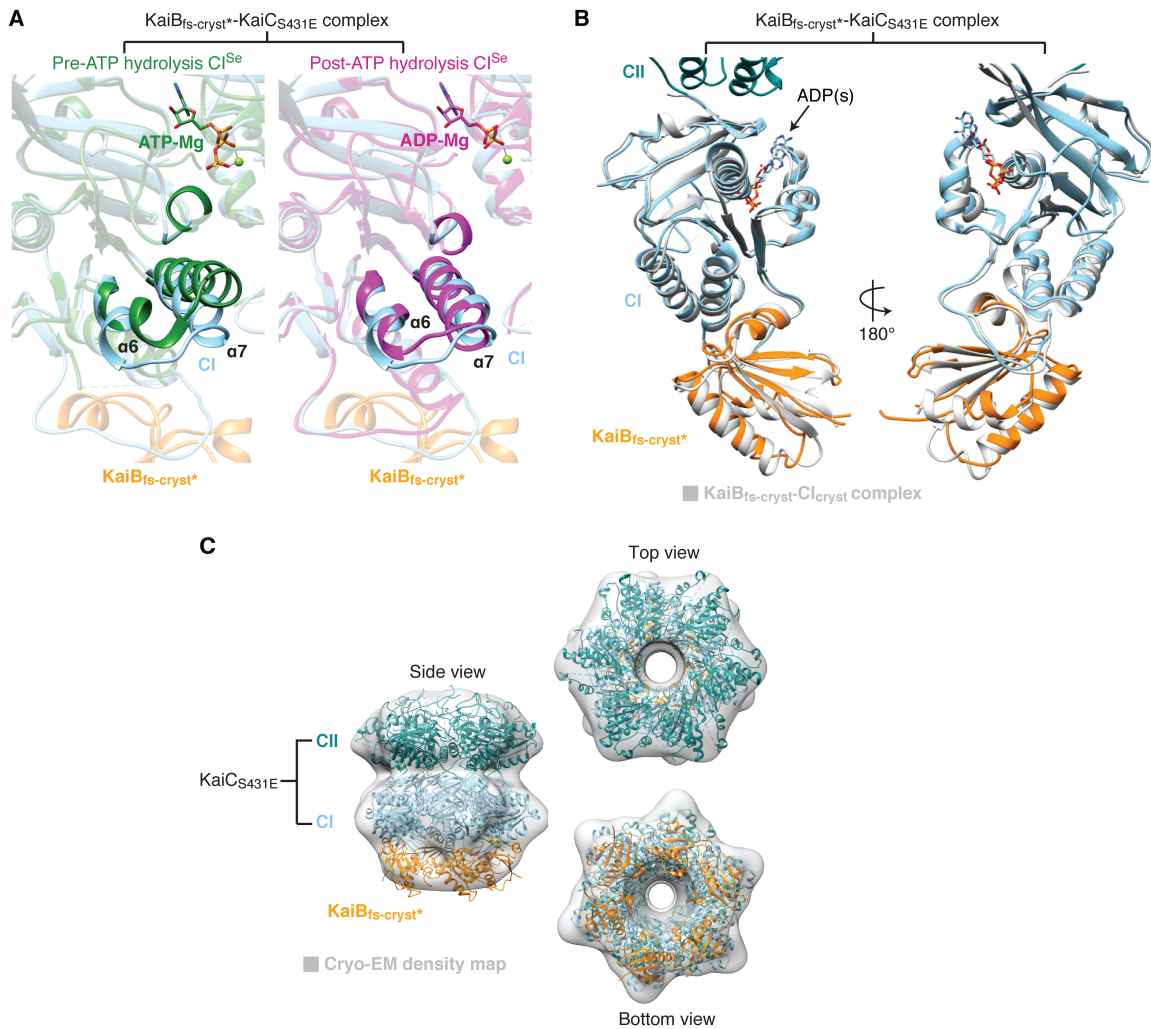 A
KaiBfs-cryst*-KaiCS431E complex
Pre-ATP hydrolysis CISe
Post-ATP hydrolysis CISe
ATP-Mg
ADP-Mg
α6
α7
CI
α6
α7
CI
KaiBfs-cryst*
KaiBfs-cryst*
B
KaiBfs-cryst*-KaiCS431E complex
CII
ADP(s)
CI
180°
KaiBfs-cryst*
KaiBfs-cryst-CIcryst complex
C
Top view
Side view
CII
KaiCS431E
CI
KaiBfs-cryst*
Cryo-EM density map
Bottom view